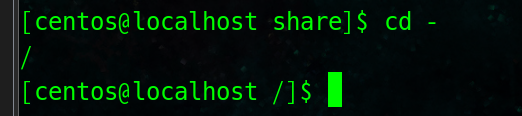 [centos@localhost share]$ cd -
/
[centos@localhost /]$